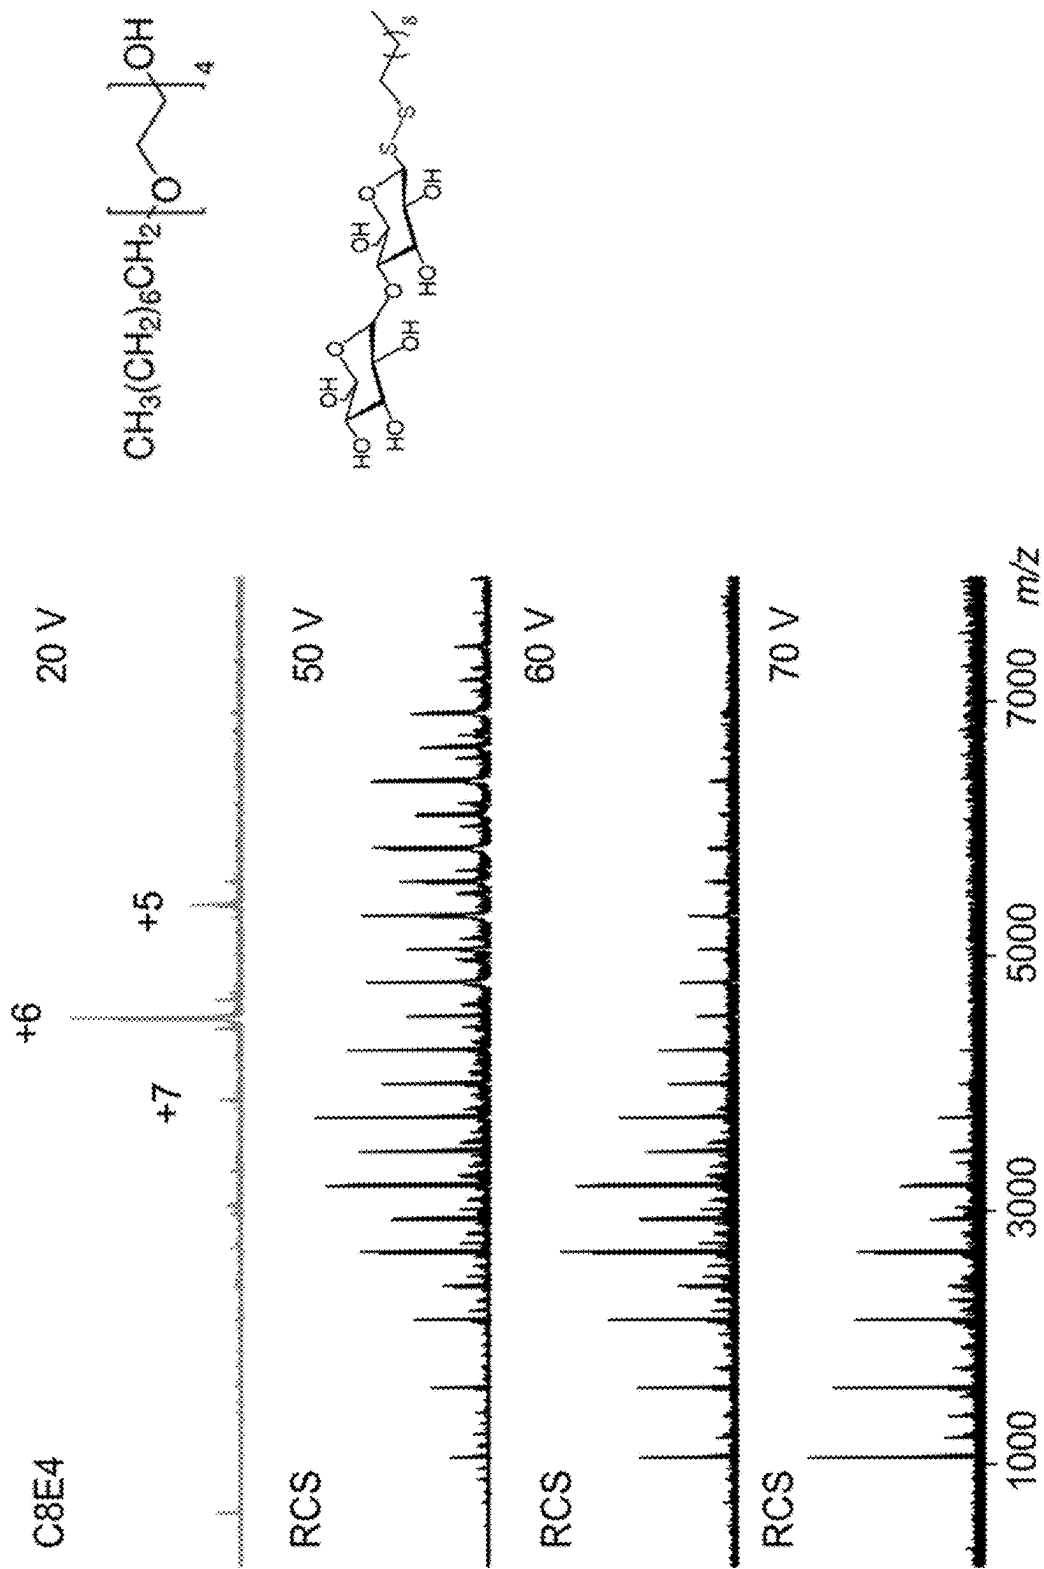 C8E4
+7
+6
+5
20 V
RCS
50 V
RCS
60 V
RCS
70 V
1000
3000
5000
7000
m/z
CH3(CH2)6CH2
O
OH
4
HO
HO
OH
O
OH
O
HO
OH
O
OH
S
S
( )8